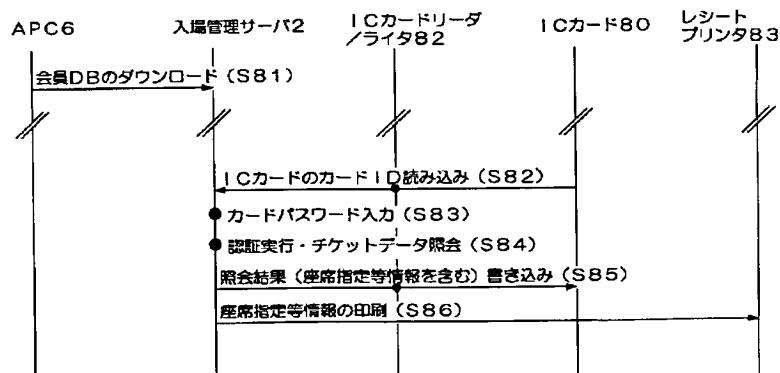 APC6
入場管理サーバ2
ICカードリーダ
/ライタ82
ICカード80
レシート
プリンタ83
会員DBのダウンロード(S81)
ICカードのカードID読み込み(S82)
カードパスワード入力(S83)
認証実行・チケットデータ照会(S84)
照会結果(座席指定等情報を含む)書き込み(S85)
座席指定等情報の印刷(S86)